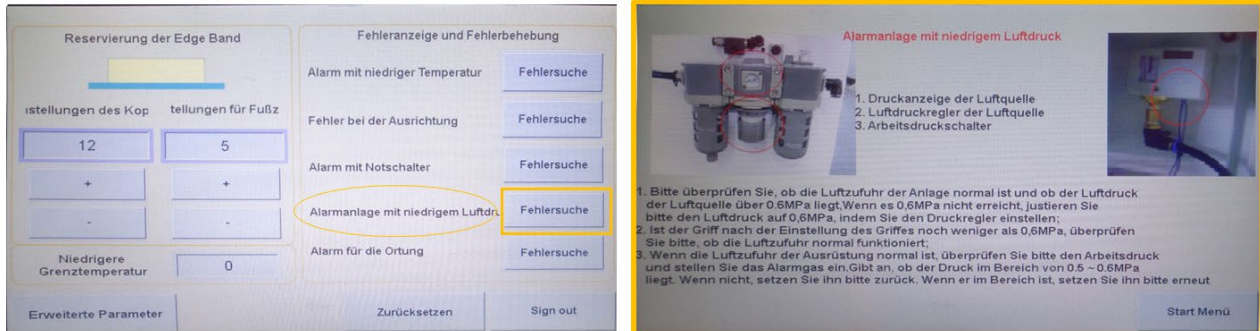 Reservierung der Edge Band
istellungen des Kop
tellungen für Fußz
12
5
+
+
-
-
Niedrigere
Grenztemperatur
0
Erweiterte Parameter
Fehleranzeige und Fehlerbehebung
Alarm mit niedriger Temperatur
Fehlersuche
Fehler bei der Ausrichtung
Fehlersuche
Alarm mit Notschalter
Fehlersuche
Alarmanlage mit niedrigem Luftdru
Fehlersuche
Alarm für die Ortung
Fehlersuche
Zurücksetzen
Sign out
Alarmanlage mit niedrigem Luftdruck
1. Druckanzeige der Luftquelle
2. Luftdruckregler der Luftquelle
3. Arbeitsdruckschalter
1. Bitte überprüfen Sie, ob die Luftzufuhr der Anlage normal ist und ob der Luftdruck
der Luftquelle über 0.6MPa liegt,Wenn es 0,6MPa nicht erreicht, justieren Sie
bitte den Luftdruck auf 0,6MPa, indem Sie den Druckregler einstellen;
2. Ist der Griff nach der Einstellung des Griffes noch weniger als 0,6MPa, überprüfen
Sie bitte, ob die Luftzufuhr normal funktioniert;
3. Wenn die Luftzufuhr der Ausrüstung normal ist, überprüfen Sie bitte den Arbeitsdruck
und stellen Sie das Alarmgas ein.Gibt an, ob der Druck im Bereich von 0.5 ~ 0.6MPa
liegt. Wenn nicht, setzen Sie ihn bitte zurück. Wenn er im Bereich ist, setzen Sie ihn bitte erneut
Start Menü